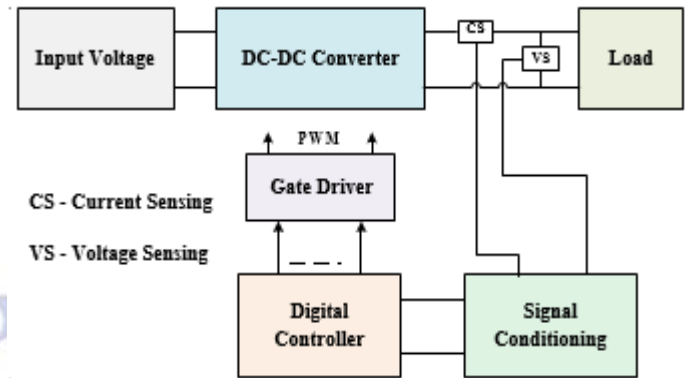 CS
Input Voltage
DC-DC Converter
VS
Load
PWM
Gate Driver
CS - Current Sensing
VS - Voltage Sensing
Digital
Controller
Signal
Conditioning